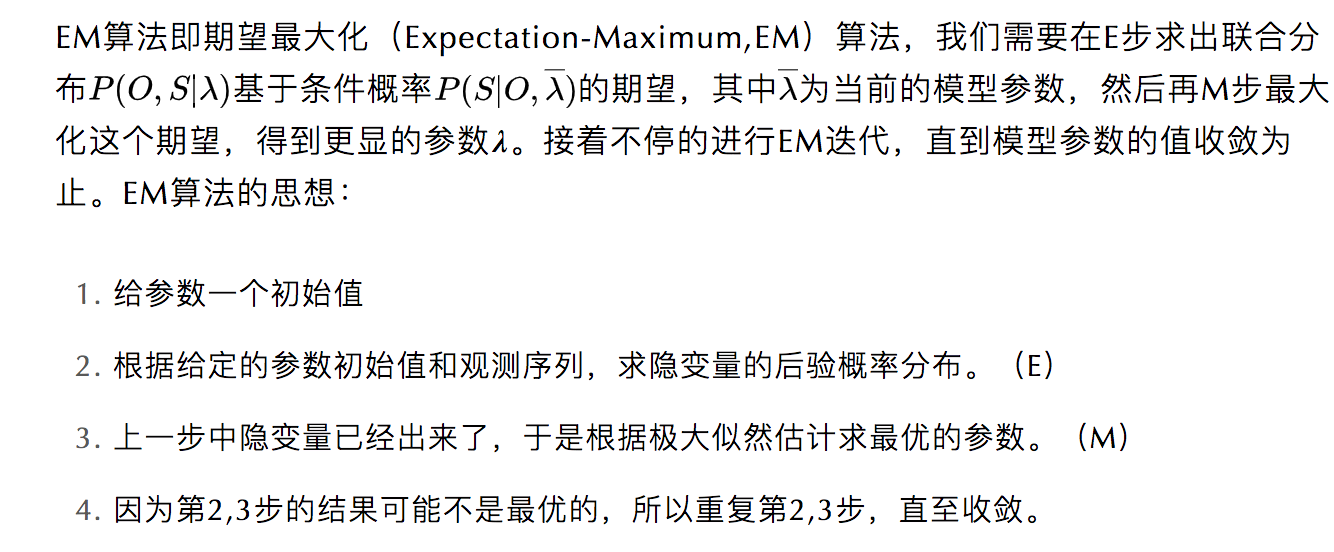 EM算法即期望最大化（Expectation-Maximum,EM）算法，我们需要在E步求出联合分
布P(O,S|λ)基于条件概率P(S|O,λ̅)的期望，其中λ̅为当前的模型参数，然后再M步最大
化这个期望，得到更显的参数λ。接着不停的进行EM迭代，直到模型参数的值收敛为
止。EM算法的思想：
1. 给参数一个初始值
2. 根据给定的参数初始值和观测序列，求隐变量的后验概率分布。（E）
3. 上一步中隐变量已经出来了，于是根据极大似然估计求最优的参数。（M）
4. 因为第2,3步的结果可能不是最优的，所以重复第2,3步，直至收敛。